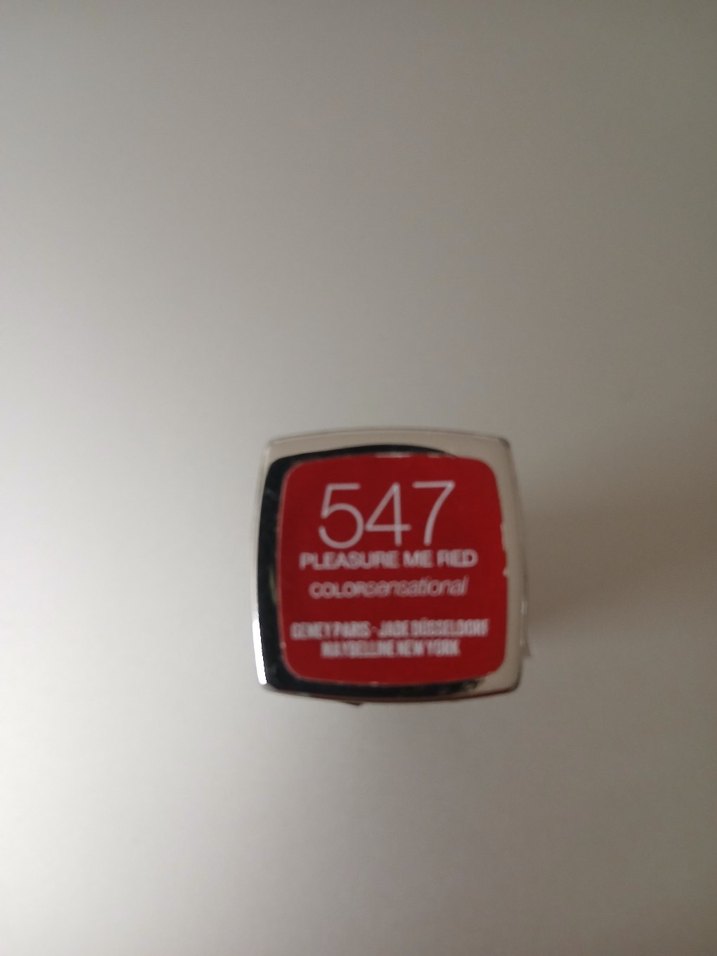 547
PLEASURE ME RED
COLORsensational
GEMEY PARIS - JADE DÜSSELDORF
MAYBELLINE NEW YORK